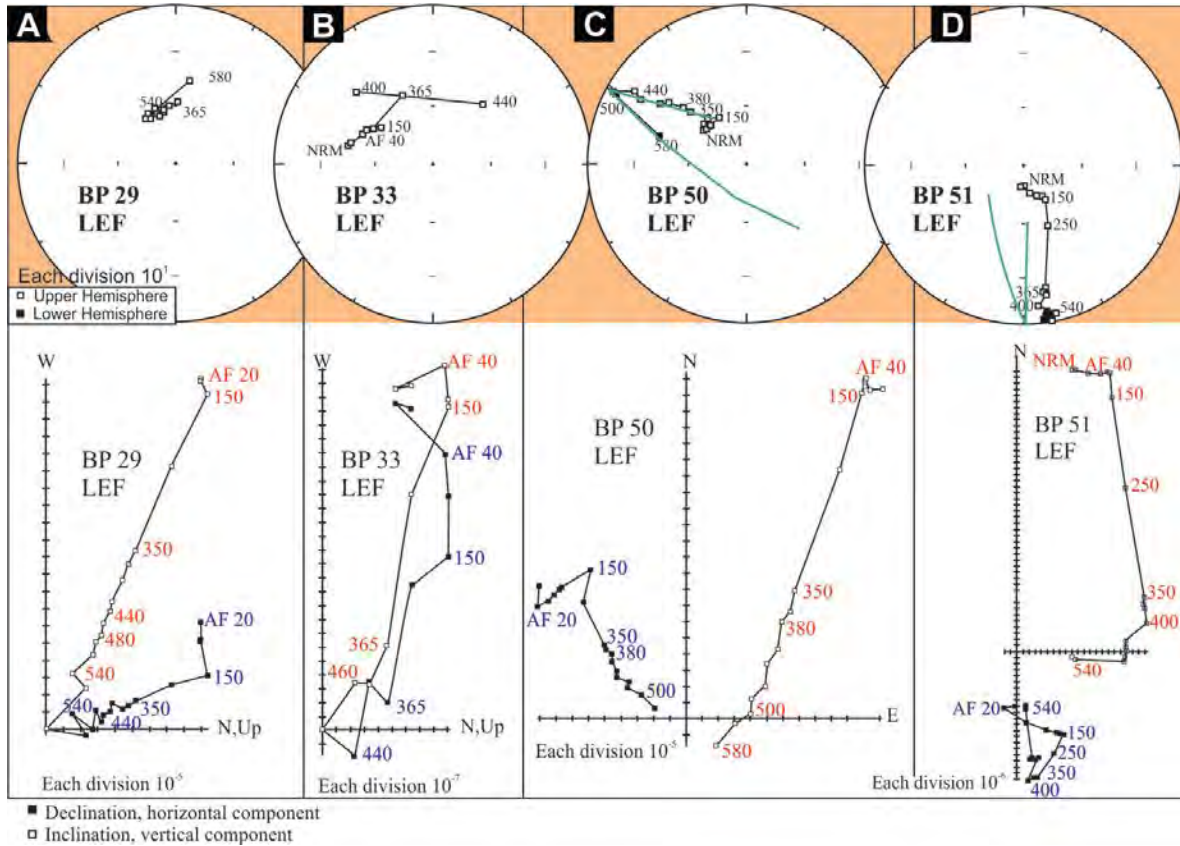 A
B
C
D
580
540
365
BP 29
LEF
400
365
440
150
AF 40
NRM
BP 33
LEF
440
380
350
150
500
NRM
580
BP 50
LEF
NRM
150
250
BP 51
LEF
365
400
540
Each division 10¹
□ Upper Hemisphere
■ Lower Hemisphere
W
AF 20
150
BP 29
LEF
350
440
480
540
AF 20
150
540
350
440
N,Up
Each division 10⁻⁵
W
AF 40
150
BP 33
LEF
AF 40
150
365
460
365
440
N,Up
Each division 10⁻⁷
N
AF 40
150
BP 50
LEF
150
AF 20
350
380
350
380
500
500
580
E
Each division 10⁻⁵
N
NRM
AF 40
150
BP 51
LEF
250
350
400
540
AF 20
540
150
250
350
400
■ Declination, horizontal component
□ Inclination, vertical component